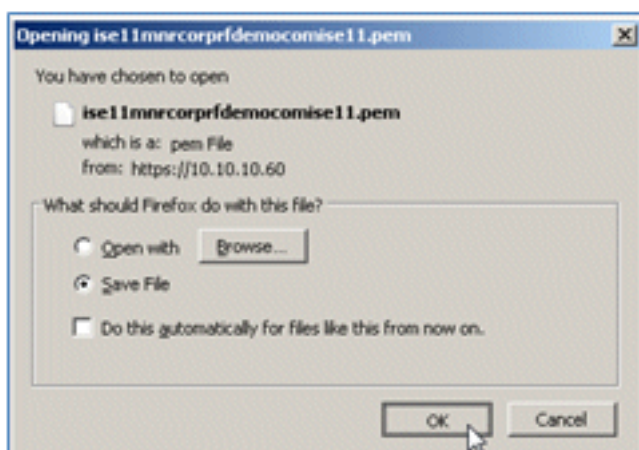 Opening ise11mnrcorprfdemocomise11.pem
You have chosen to open
ise11mnrcorprfdemocomise11.pem
which is a: pem File
from: https://10.10.10.60
What should Firefox do with this file?
Open with Browse...
Save File
Do this automatically for files like this from now on.
OK Cancel